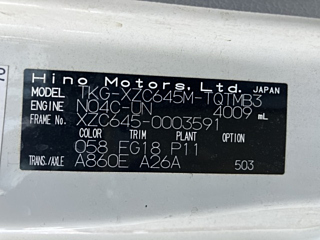 Hino Motors, Ltd. JAPAN
MODEL TKG-XZC645M-TQTMB3
ENGINE N04C-UN 4009 mL
FRAME No. XZC645-0003591
COLOR TRIM PLANT OPTION
058 FG18 P11
TRANS./AXLE A860E A26A 503